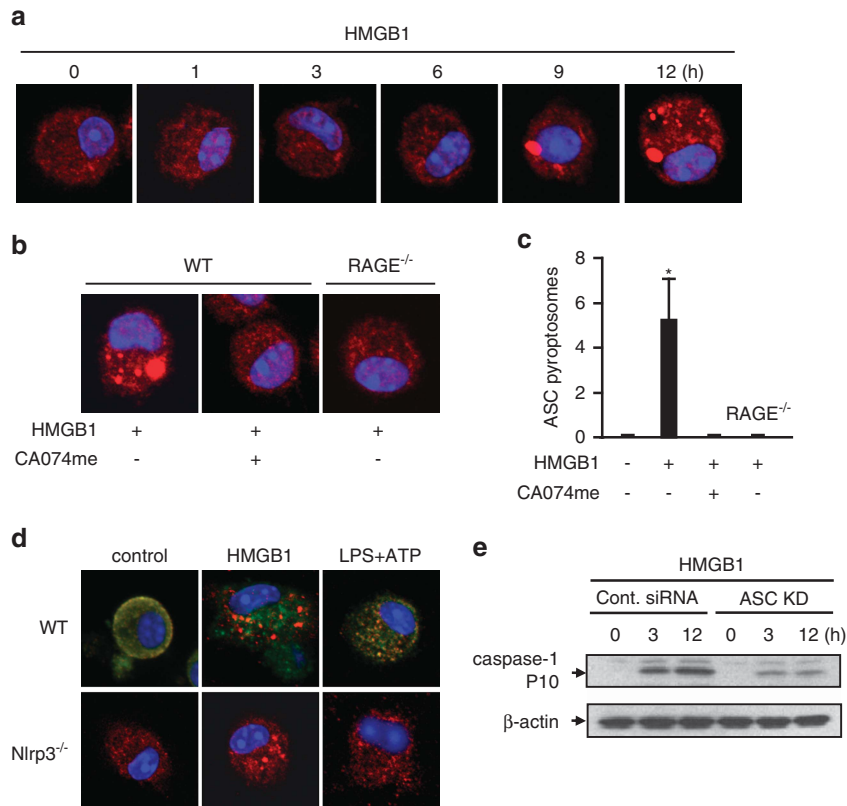 a
HMGB1
0 1 3 6 9 12 (h)
b
WT RAGE-/-
HMGB1 + + +
CA074me - + -
c
ASC pyroptosomes
8
6
4
2
0
*
RAGE-/-
HMGB1 - + + +
CA074me - - + -
d
control HMGB1 LPS+ATP
WT
Nlrp3-/-
e
HMGB1
Cont. siRNA ASC KD
0 3 12 0 3 12 (h)
caspase-1
P10
β-actin